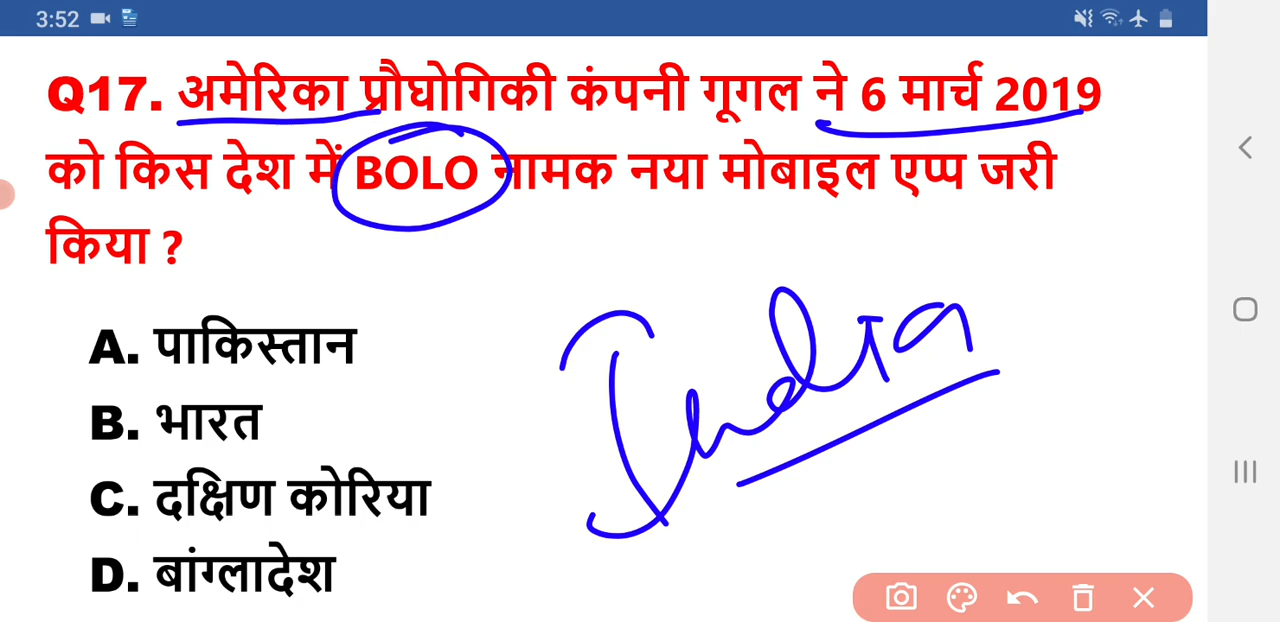 3:52
Q17. अमेरिका प्रौघोगिकी कंपनी गूगल ने 6 मार्च 2019
को किस देश में BOLO नामक नया मोबाइल एप्प जरी
किया ?
A. पाकिस्तान
B. भारत
C. दक्षिण कोरिया
D. बांग्लादेश
India